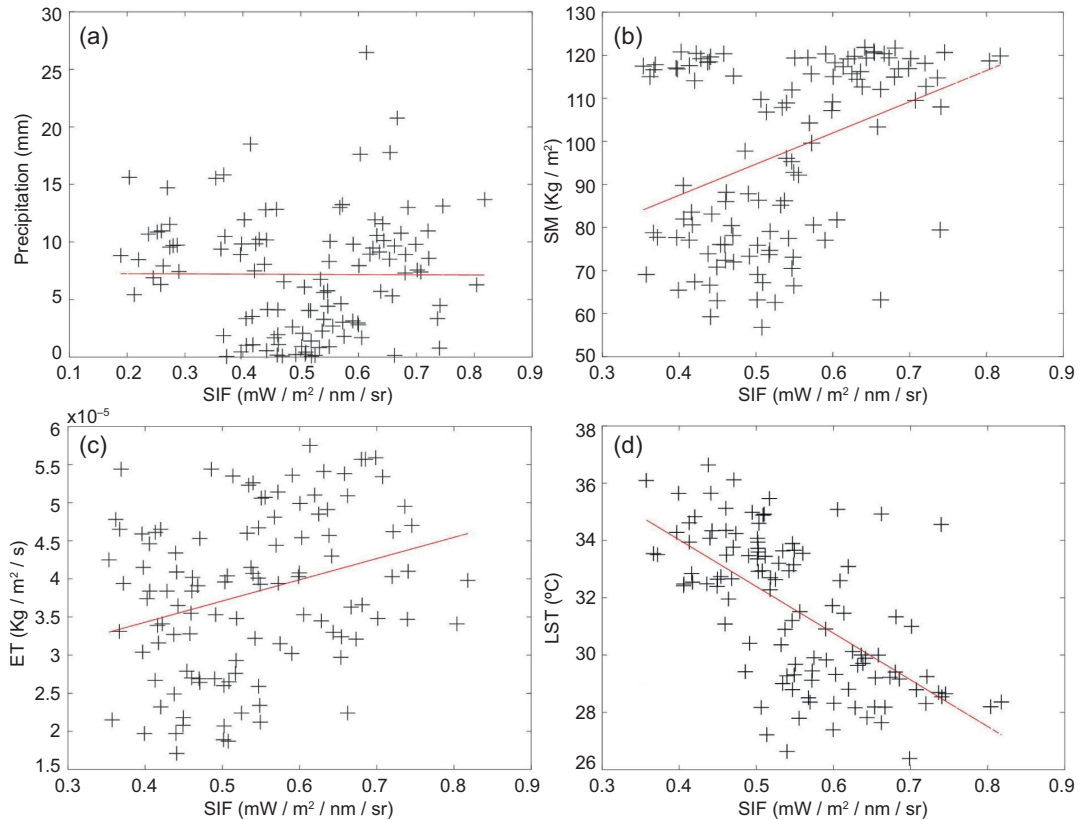 (a)
Precipitation (mm)
30
25
20
15
10
5
0
0.1 0.2 0.3 0.4 0.5 0.6 0.7 0.8 0.9
SIF (mW / m² / nm / sr)
(b)
SM (Kg / m²)
130
120
110
100
90
80
70
60
50
0.3 0.4 0.5 0.6 0.7 0.8 0.9
SIF (mW / m² / nm / sr)
x10⁻⁵
(c)
ET (Kg / m² / s)
6
5.5
5
4.5
4
3.5
3
2.5
2
1.5
0.3 0.4 0.5 0.6 0.7 0.8 0.9
SIF (mW / m² / nm / sr)
(d)
LST (ºC)
38
36
34
32
30
28
26
0.3 0.4 0.5 0.6 0.7 0.8 0.9
SIF (mW / m² / nm / sr)